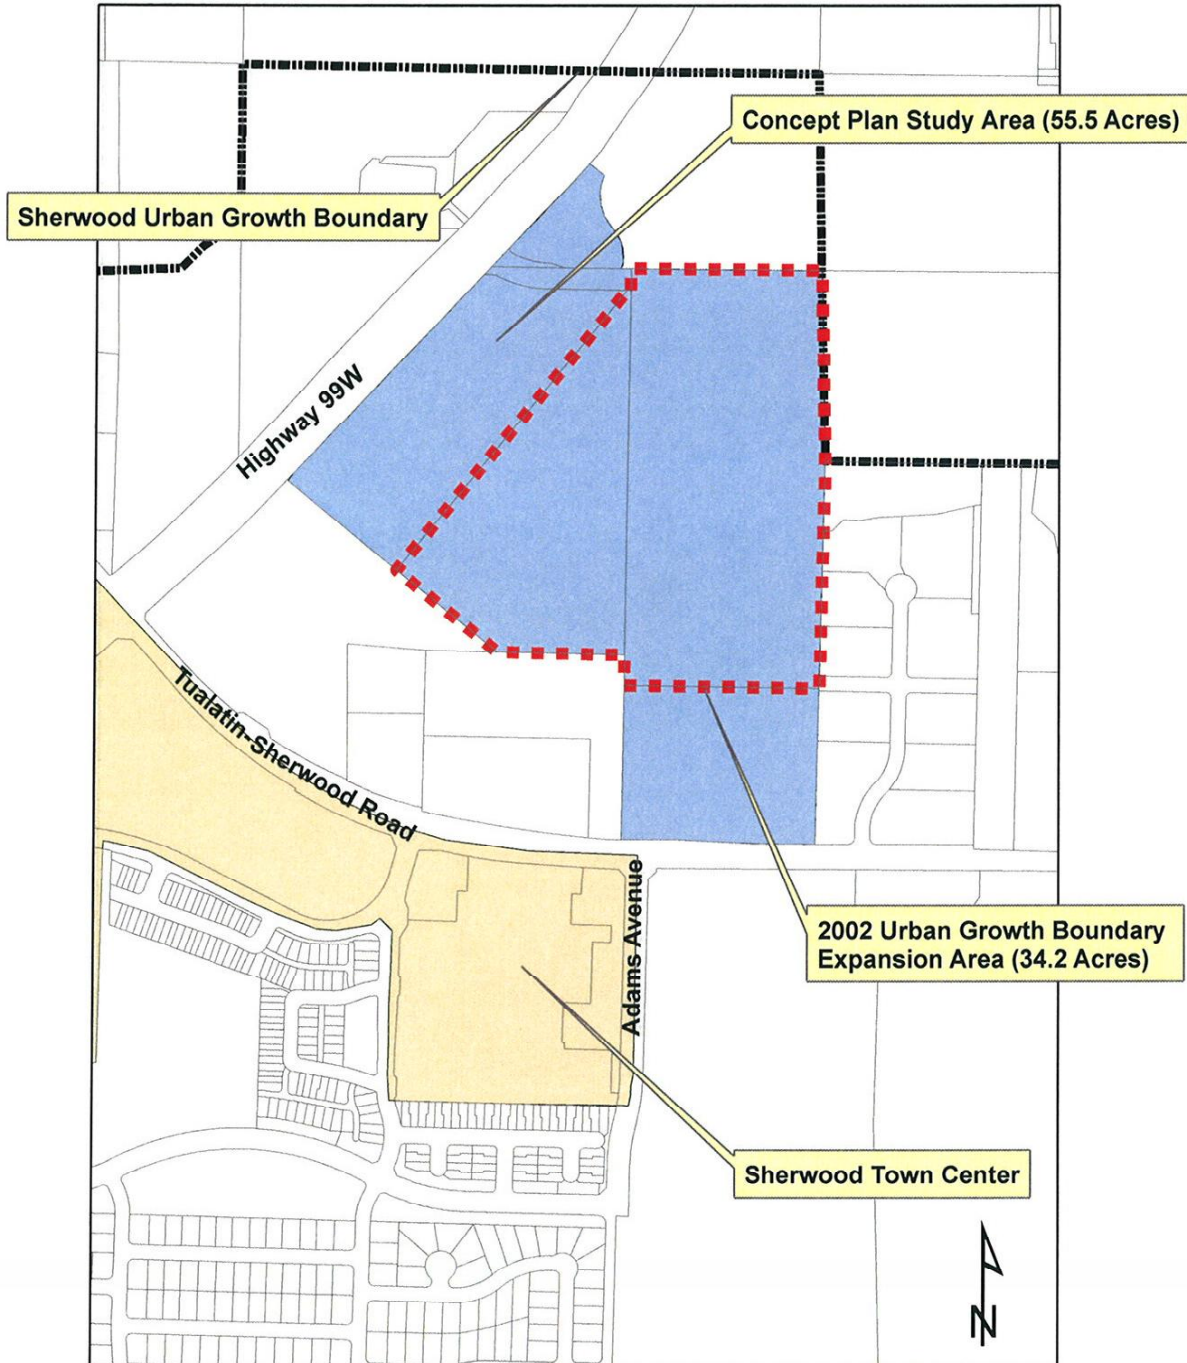 Concept Plan Study Area (55.5 Acres)
Sherwood Urban Growth Boundary
Highway 99W
Tualatin-Sherwood Road
Adams Avenue
2002 Urban Growth Boundary
Expansion Area (34.2 Acres)
Sherwood Town Center
N